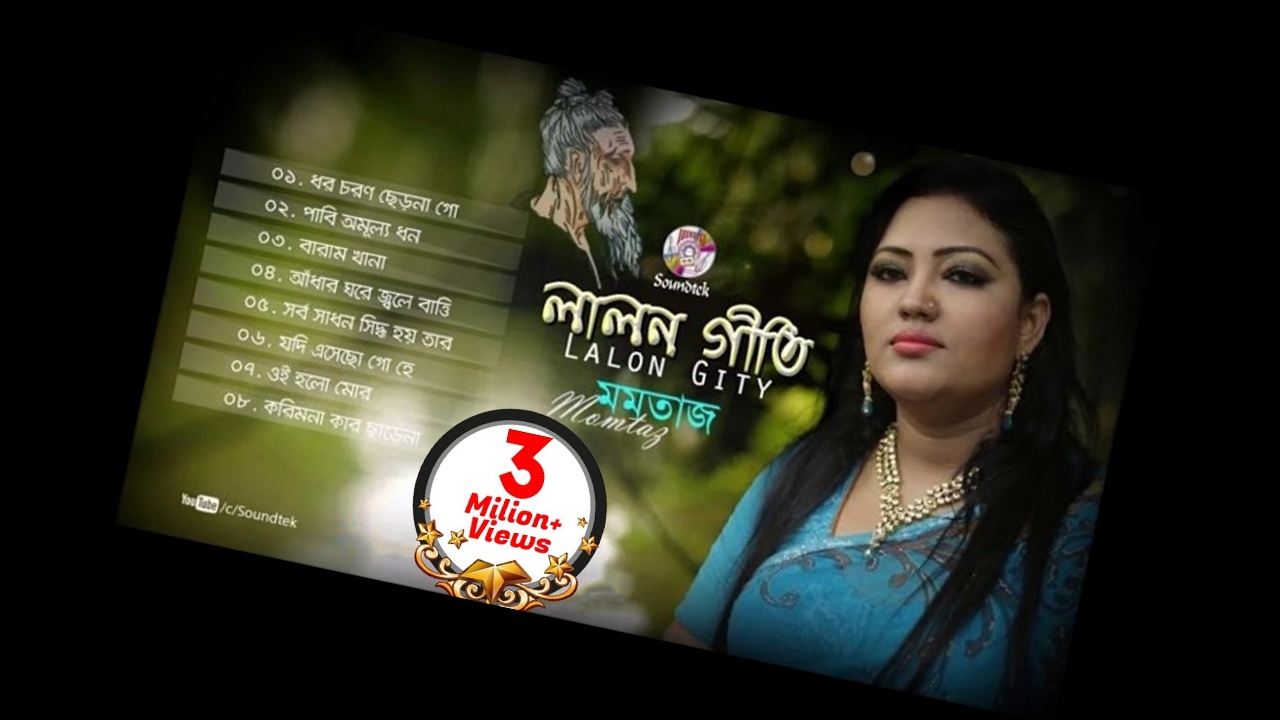 ০১. ধর চরণ ছেড়না গো
০২. পাবি অমূল্য ধন
০৩. বারাম খানা
০৪. আঁধার ঘরে জ্বলে বাত্তি
০৫. সর্ব সাধন সিদ্ধ হয় তার
০৬. যদি এসেছো গো হে
০৭. ওই হলো মোর
০৮. করিমনা কাম ছাড়েনা
YouTube /c/Soundtek
Soundtek
লালন গীতি
LALON GITY
মমতাজ
Momtaz
3
Milion+
Views